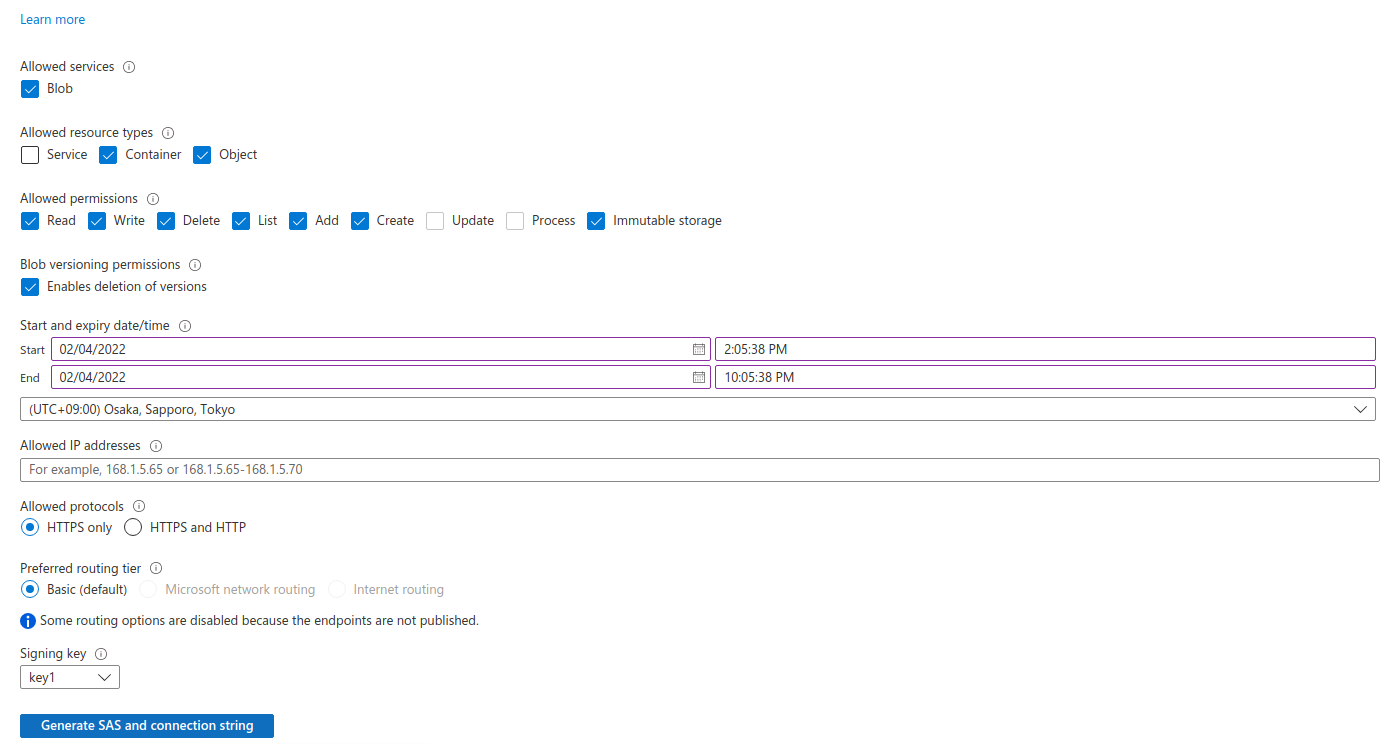 Learn more
Allowed services
Blob
Allowed resource types
Service Container Object
Allowed permissions
Read Write Delete List Add Create Update Process Immutable storage
Blob versioning permissions
Enables deletion of versions
Start and expiry date/time
Start 02/04/2022 2:05:38 PM
End 02/04/2022 10:05:38 PM
(UTC+09:00) Osaka, Sapporo, Tokyo
Allowed IP addresses
For example, 168.1.5.65 or 168.1.5.65-168.1.5.70
Allowed protocols
HTTPS only HTTPS and HTTP
Preferred routing tier
Basic (default) Microsoft network routing Internet routing
Some routing options are disabled because the endpoints are not published.
Signing key
key1
Generate SAS and connection string